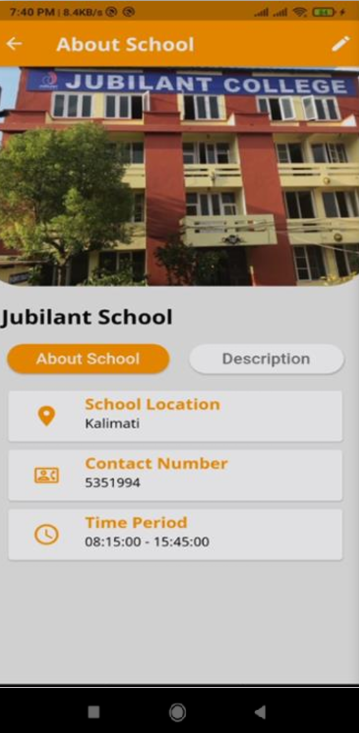 7:40 PM | 8.4KB/s
About School
JUBILANT COLLEGE
Jubilant School
About School
Description
School Location
Kalimati
Contact Number
5351994
Time Period
08:15:00 - 15:45:00